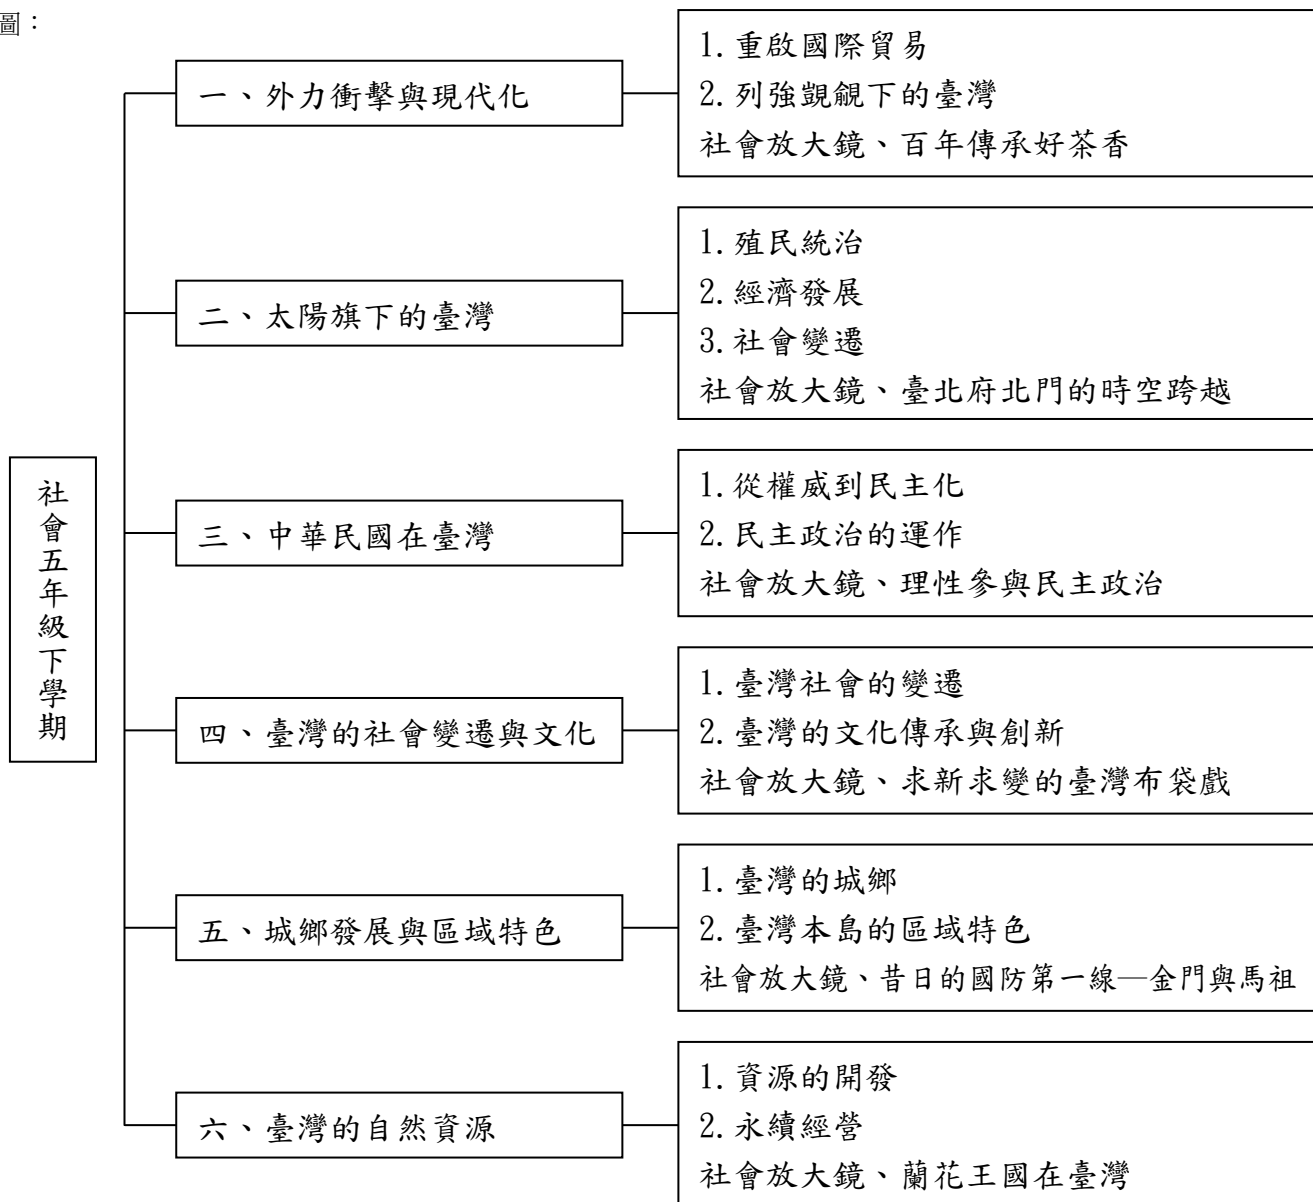 圖：
社會五年級下學期
一、外力衝擊與現代化
1.重啟國際貿易
2.列強覬覦下的臺灣
社會放大鏡、百年傳承好茶香
二、太陽旗下的臺灣
1.殖民統治
2.經濟發展
3.社會變遷
社會放大鏡、臺北府北門的時空跨越
三、中華民國在臺灣
1.從權威到民主化
2.民主政治的運作
社會放大鏡、理性參與民主政治
四、臺灣的社會變遷與文化
1.臺灣社會的變遷
2.臺灣的文化傳承與創新
社會放大鏡、求新求變的臺灣布袋戲
五、城鄉發展與區域特色
1.臺灣的城鄉
2.臺灣本島的區域特色
社會放大鏡、昔日的國防第一線—金門與馬祖
六、臺灣的自然資源
1.資源的開發
2.永續經營
社會放大鏡、蘭花王國在臺灣